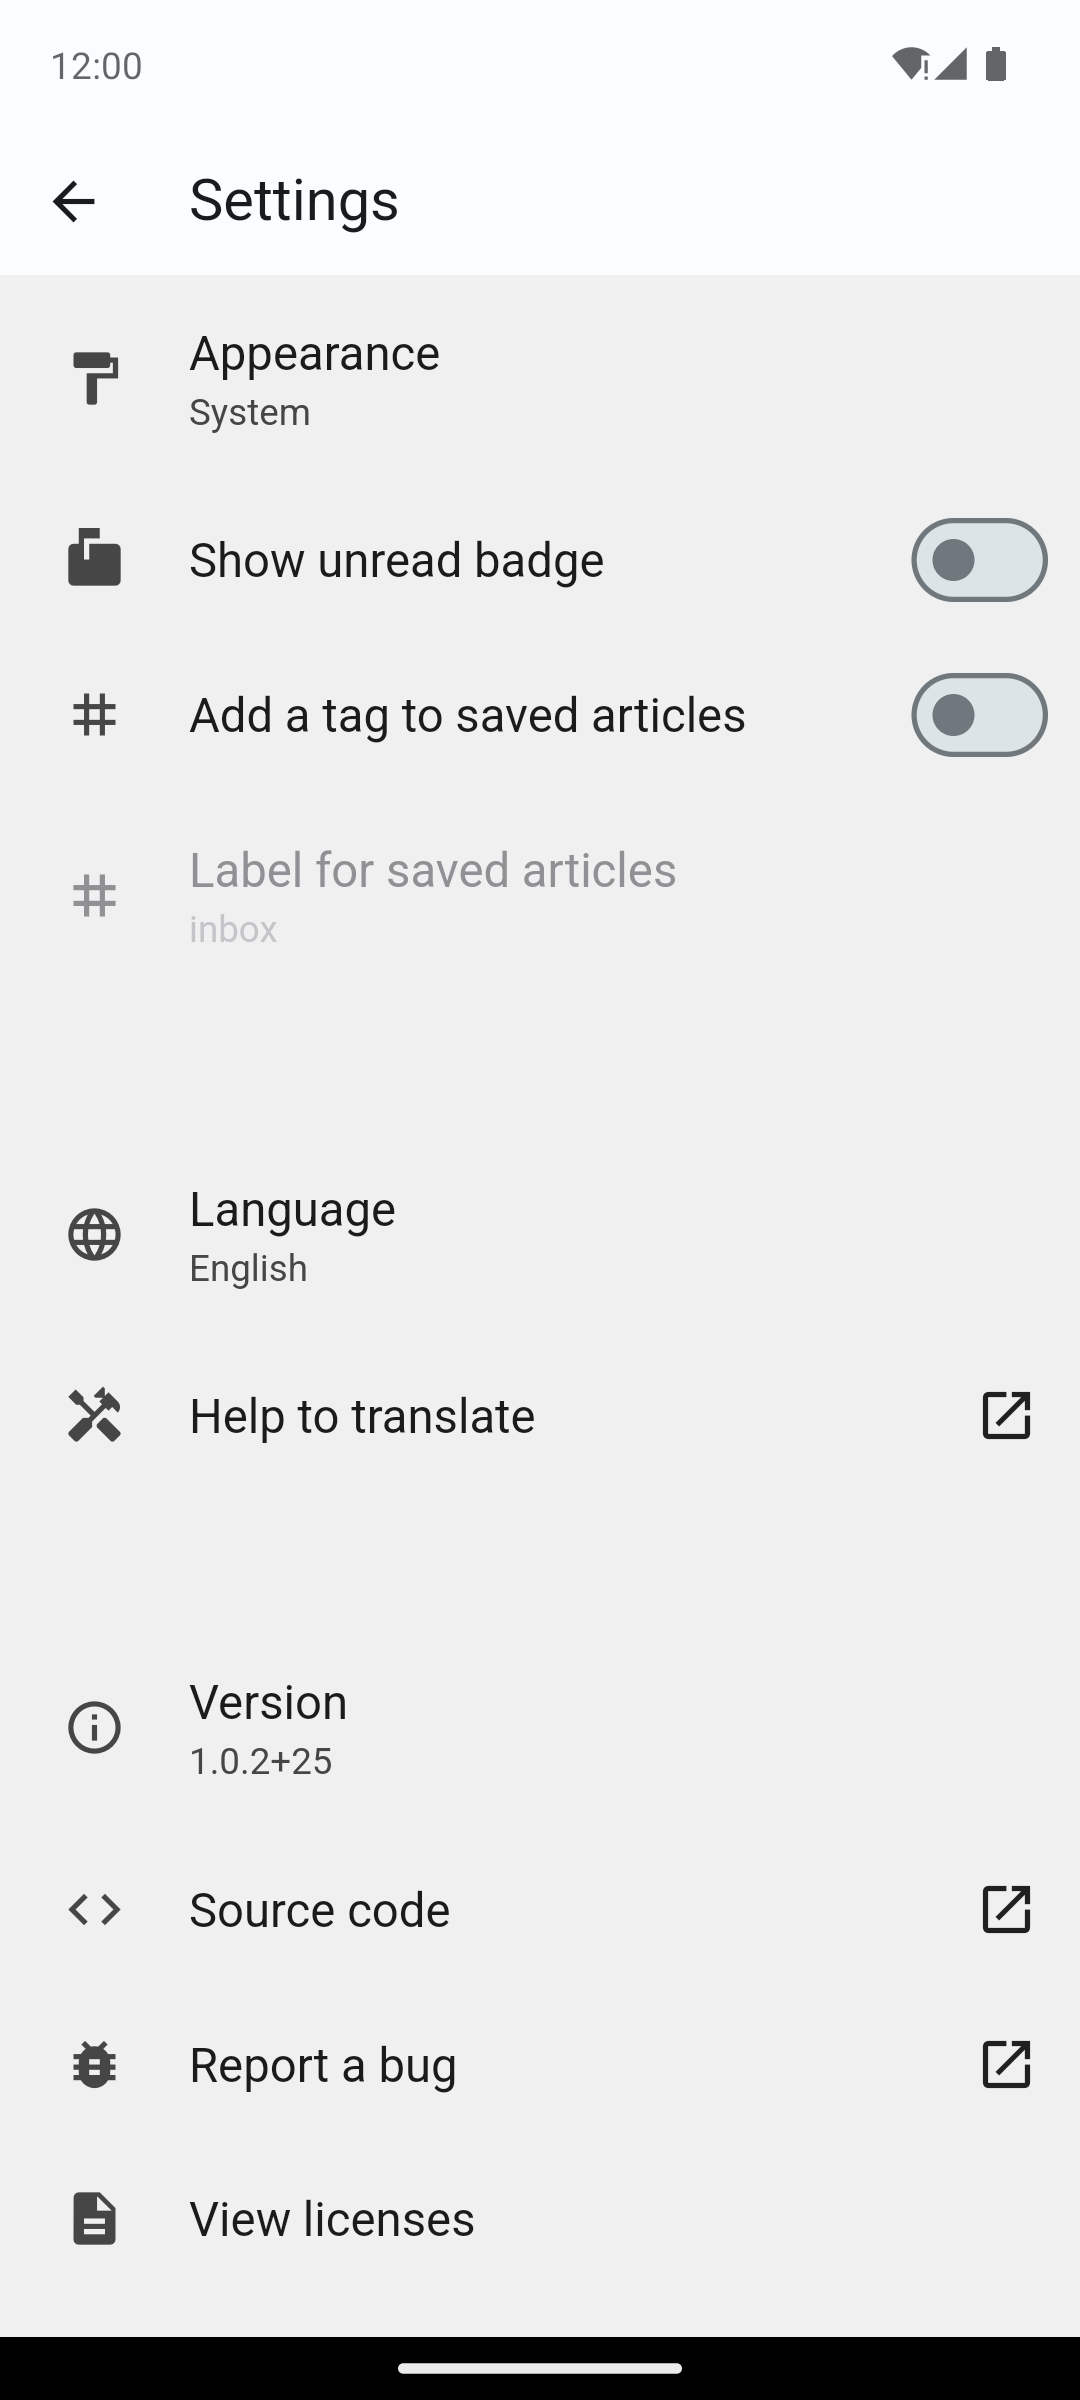 12:00
Settings
Appearance
System
Show unread badge
Add a tag to saved articles
Label for saved articles
inbox
Language
English
Help to translate
Version
1.0.2+25
Source code
Report a bug
View licenses